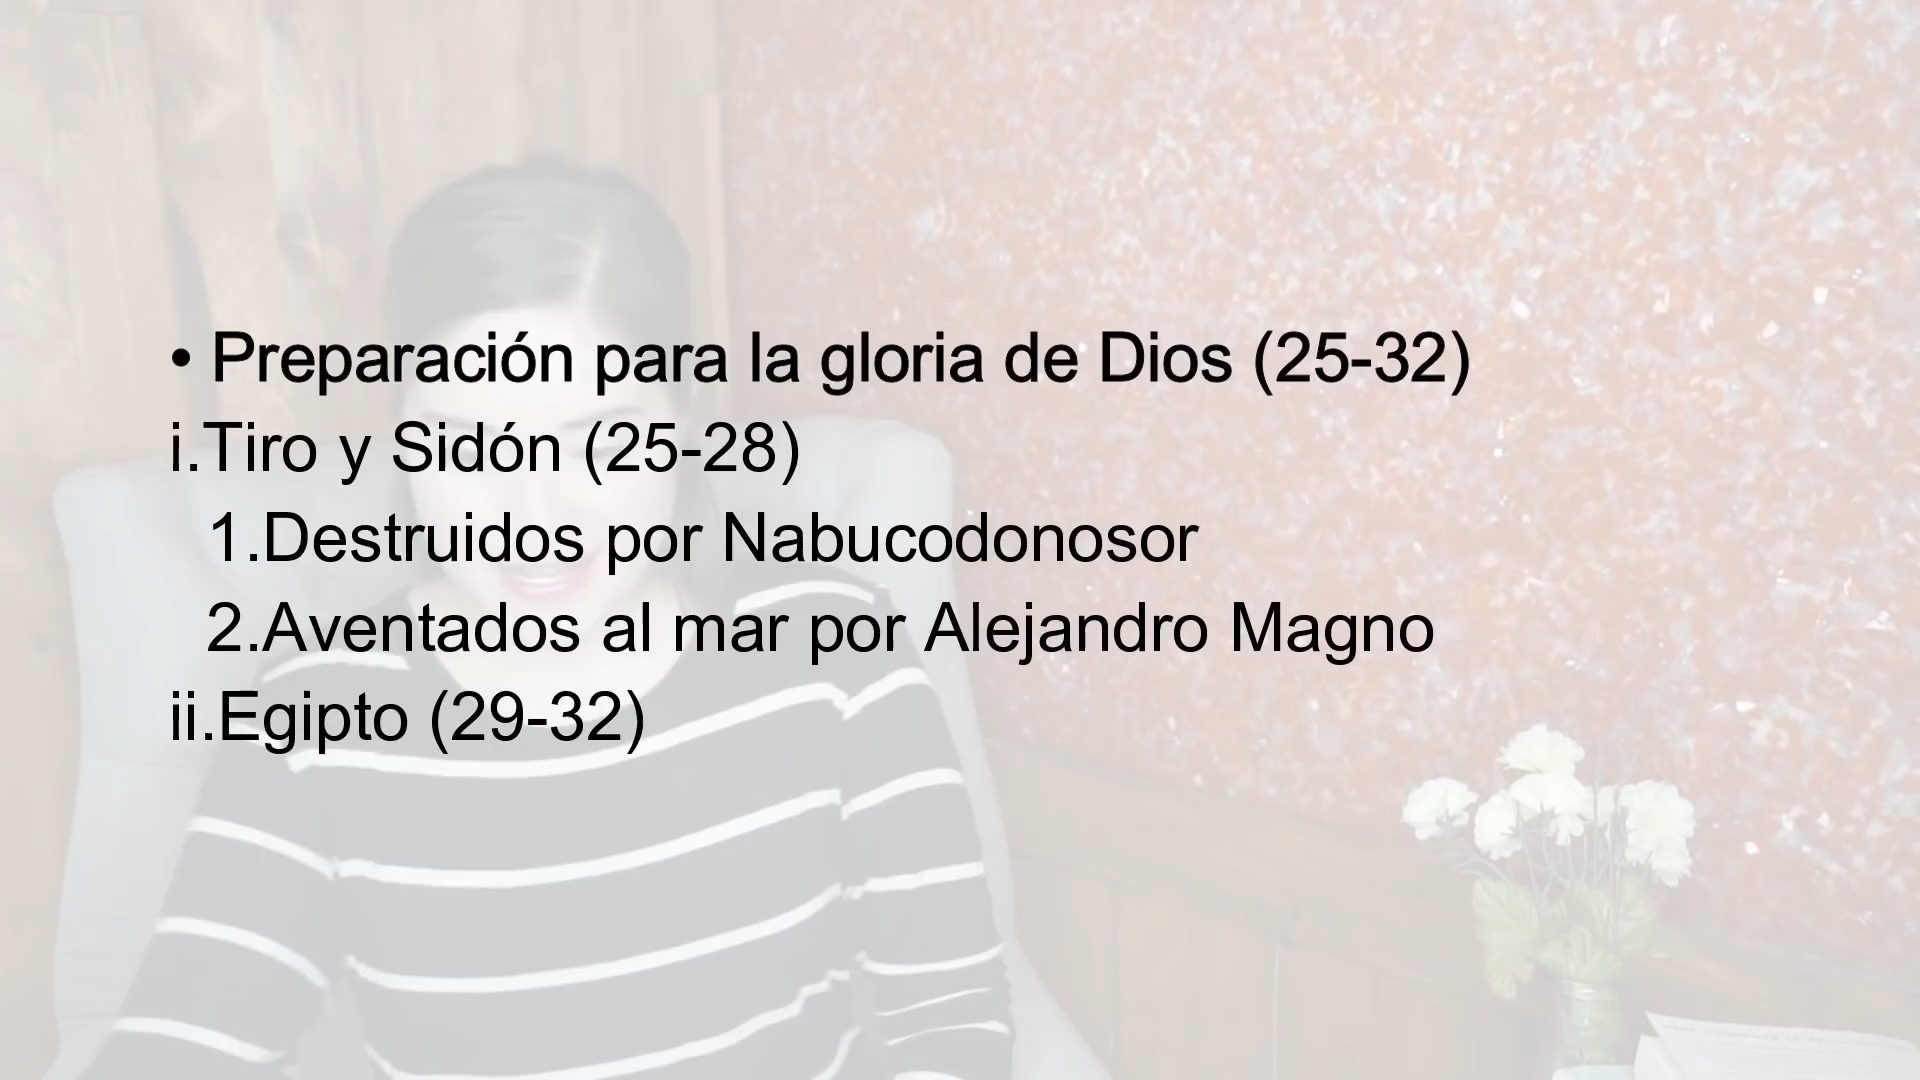 • Preparación para la gloria de Dios (25-32)
i.Tiro y Sidón (25-28)
1.Destruidos por Nabucodonosor
2.Aventados al mar por Alejandro Magno
ii.Egipto (29-32)